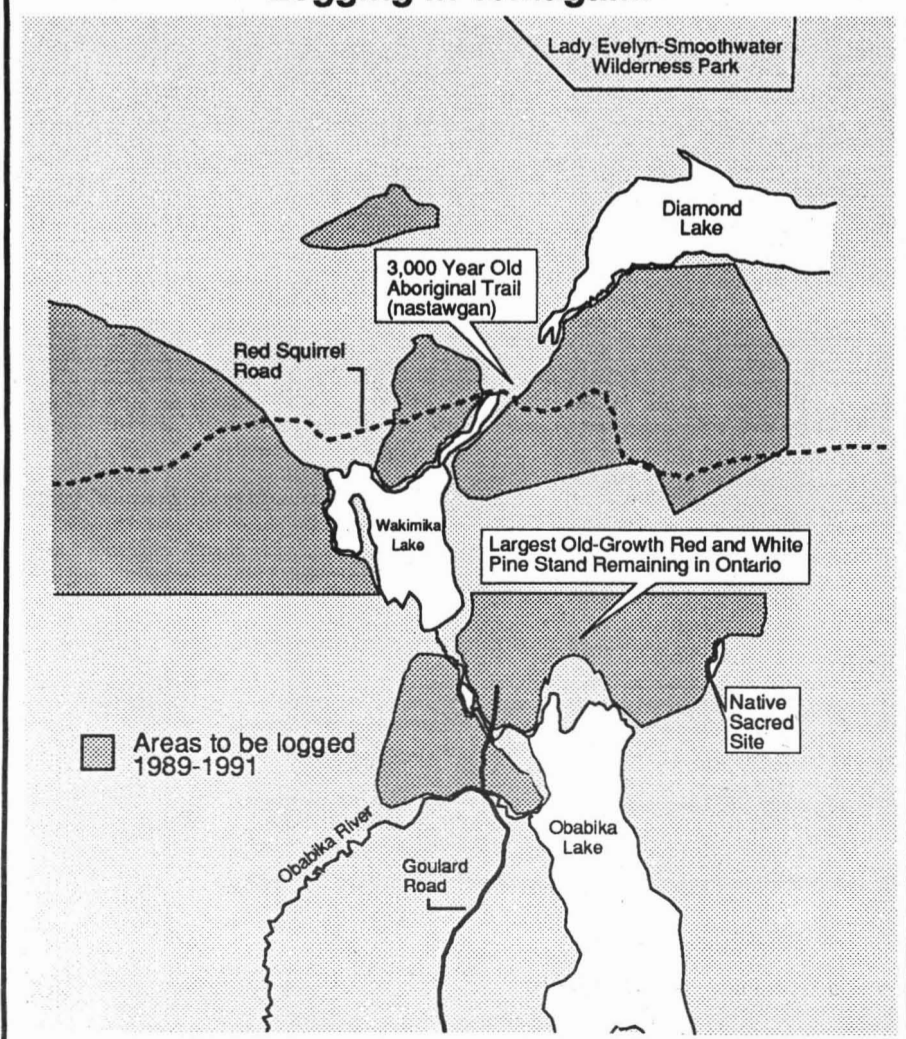 Lady Evelyn-Smoothwater
Wilderness Park
Diamond
Lake
3,000 Year Old
Aboriginal Trail
(nastawgan)
Red Squirrel
Road
Wakimika
Lake
Largest Old-Growth Red and White
Pine Stand Remaining in Ontario
Native
Sacred
Site
Areas to be logged
1989-1991
Obabika River
Obabika
Lake
Goulard
Road